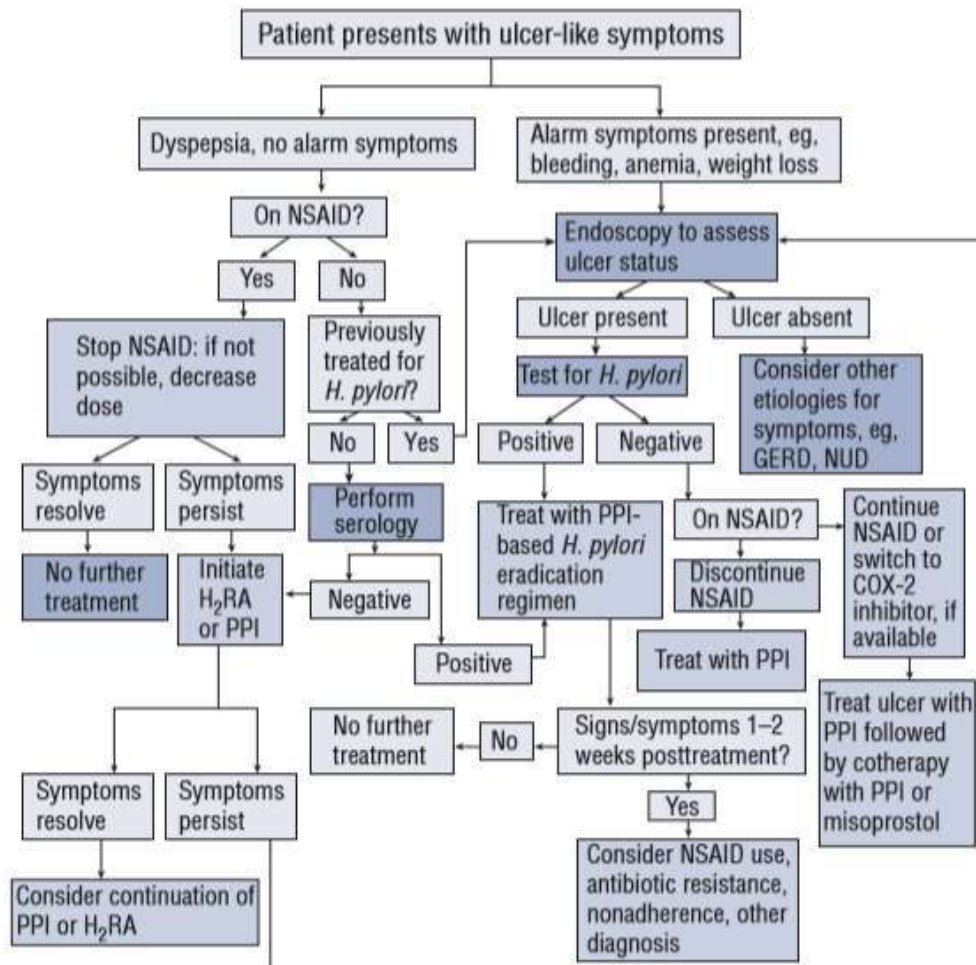 Patient presents with ulcer-like symptoms
Dyspepsia, no alarm symptoms
Alarm symptoms present, eg,
bleeding, anemia, weight loss
On NSAID?
Endoscopy to assess
ulcer status
Yes
No
Ulcer present
Ulcer absent
Stop NSAID: if not
possible, decrease
dose
Previously
treated for
H. pylori?
Test for H. pylori
Consider other
etiologies for
symptoms, eg,
GERD, NUD
No
Yes
Positive
Negative
Symptoms
resolve
Symptoms
persist
Perform
serology
Treat with PPI-
based H. pylori
eradication
regimen
On NSAID?
Continue
NSAID or
switch to
COX-2
inhibitor, if
available
No further
treatment
Initiate
H₂RA
or PPI
Negative
Discontinue
NSAID
Positive
Treat with PPI
No further
treatment
No
Signs/symptoms 1–2
weeks posttreatment?
Treat ulcer with
PPI followed
by cotherapy
with PPI or
misoprostol
Symptoms
resolve
Symptoms
persist
Yes
Consider continuation of
PPI or H₂RA
Consider NSAID use,
antibiotic resistance,
nonadherence, other
diagnosis